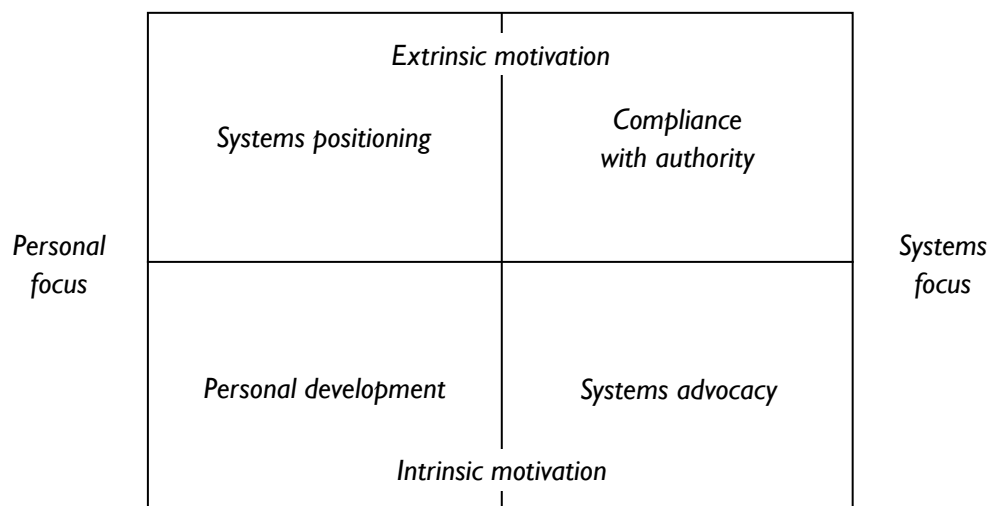 Extrinsic motivation
Systems positioning
Compliance
with authority
Personal
focus
Systems
focus
Personal development
Systems advocacy
Intrinsic motivation